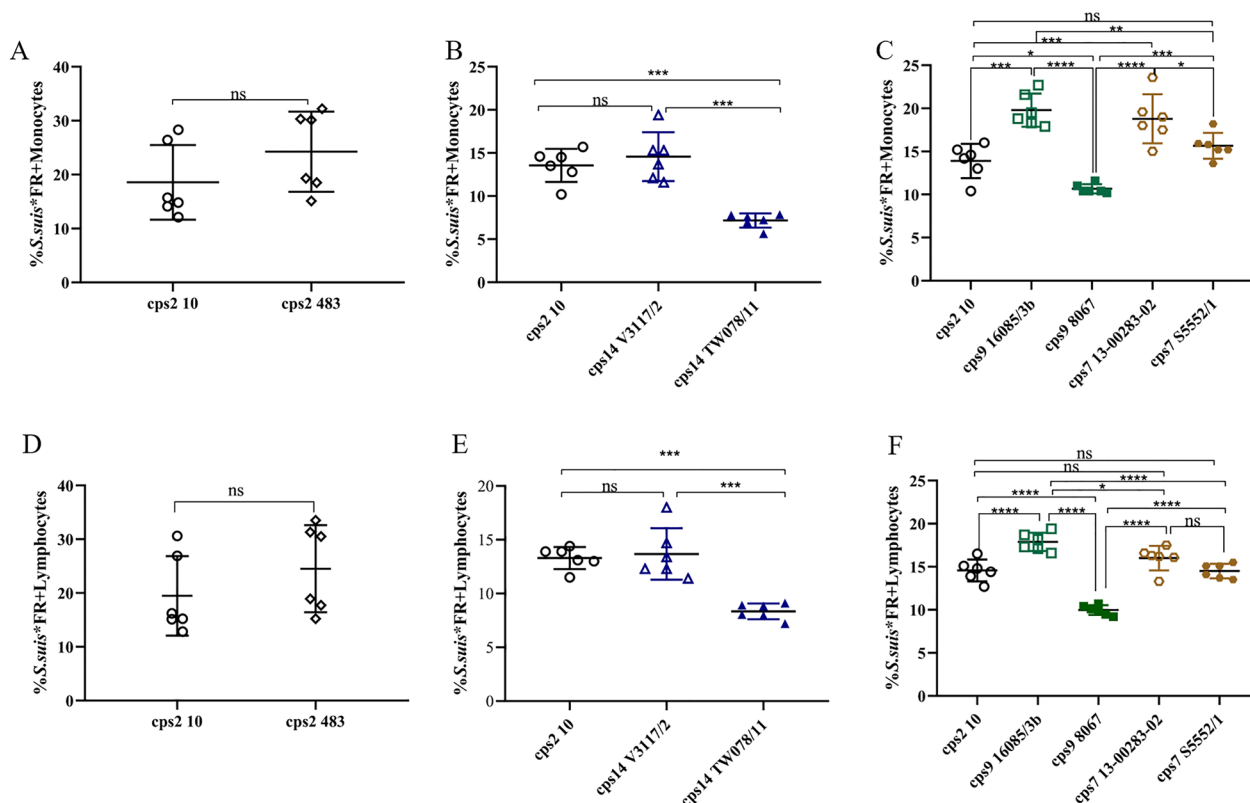 A
%S.suis*FR+Monocytes
40
30
20
10
0
ns
cps2 10
cps2 483
B
%S.suis*FR+Monocytes
25
20
15
10
5
0
***
ns
***
cps2 10
cps14 V3117/2
cps14 TW078/11
C
%S.suis*FR+Monocytes
25
20
15
10
5
0
ns
**
***
*
***
***
****
****
*
cps2 10
cps9 16085/3b
cps9 8067
cps7 13-00283-02
cps7 S5552/1
D
%S.suis*FR+Lymphocytes
40
30
20
10
0
ns
cps2 10
cps2 483
E
%S.suis*FR+Lymphocytes
20
15
10
5
0
***
ns
***
cps2 10
cps14 V3117/2
cps14 TW078/11
F
%S.suis*FR+Lymphocytes
25
20
15
10
5
0
ns
ns
****
*
****
****
****
****
****
ns
cps2 10
cps9 16085/3b
cps9 8067
cps7 13-00283-02
cps7 S5552/1